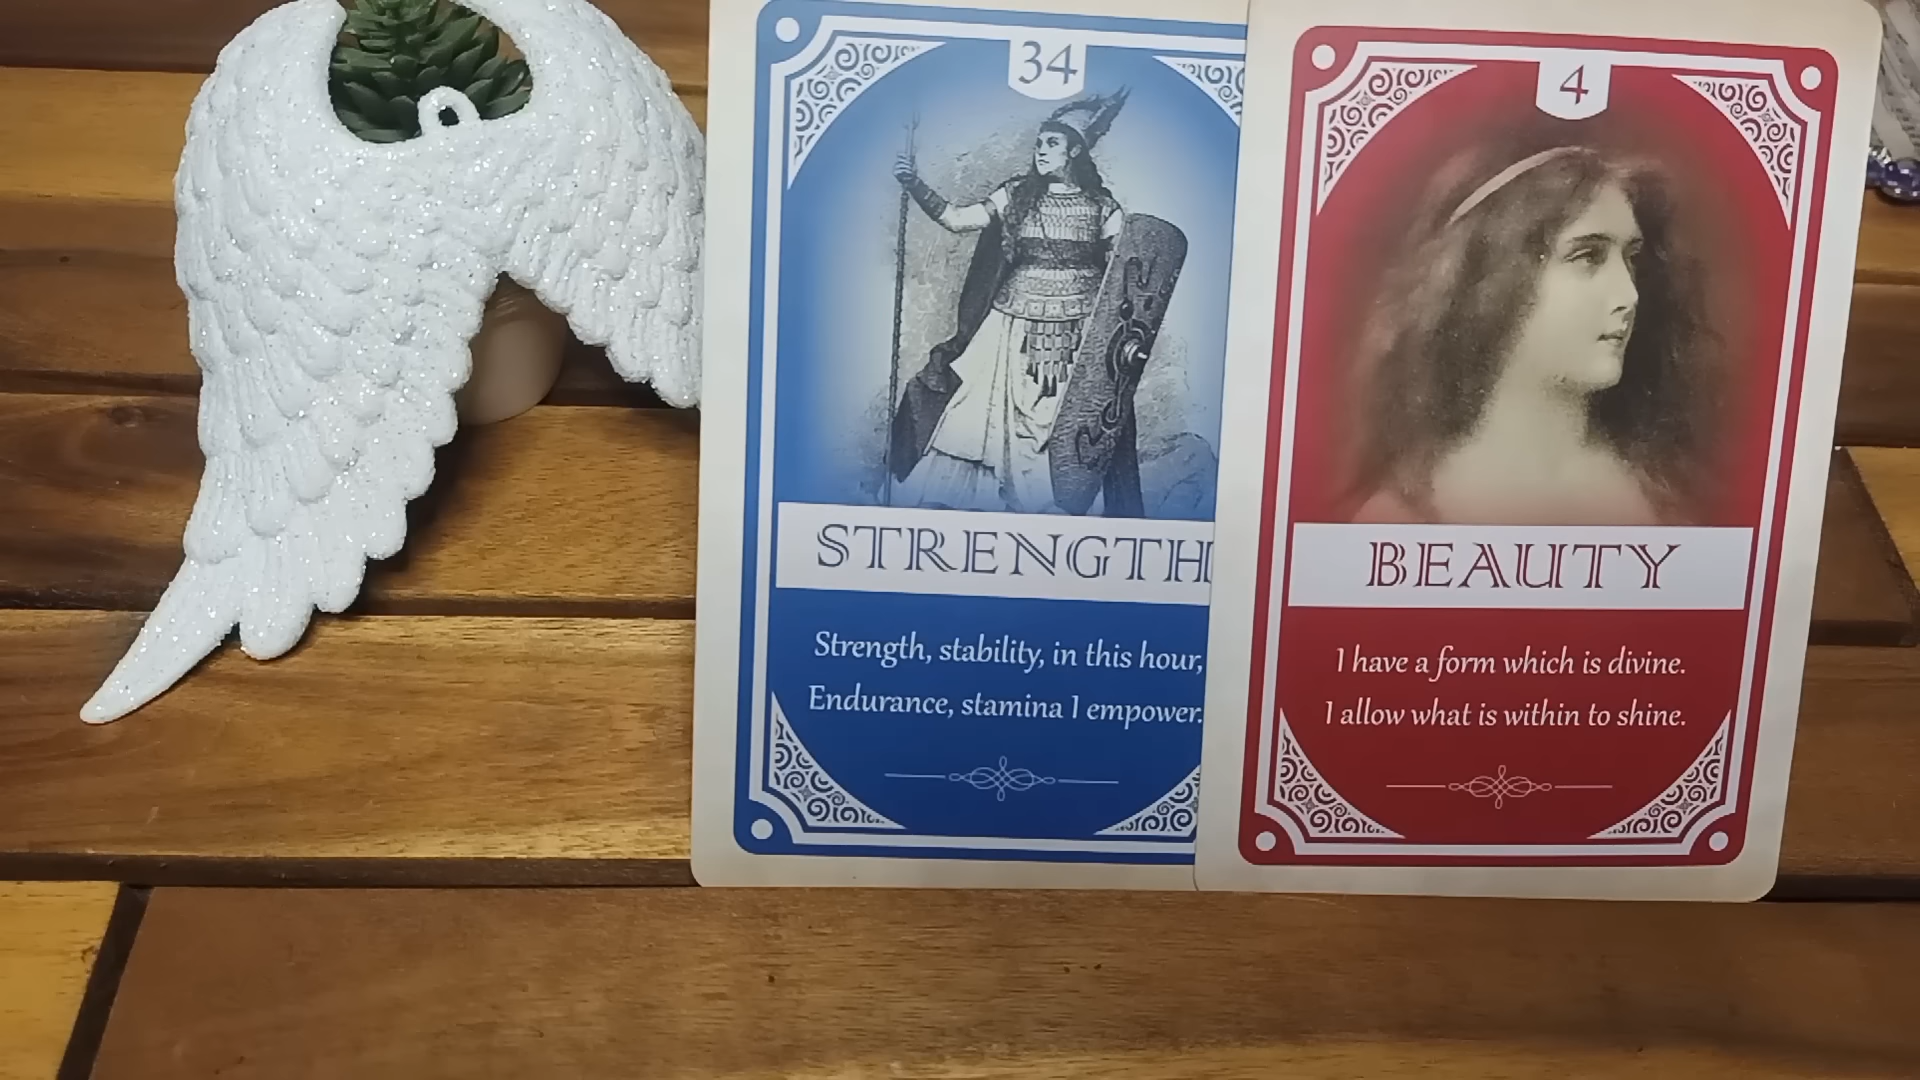 34
STRENGTH
Strength, stability, in this hour,
Endurance, stamina I empower.
4
BEAUTY
I have a form which is divine.
I allow what is within to shine.